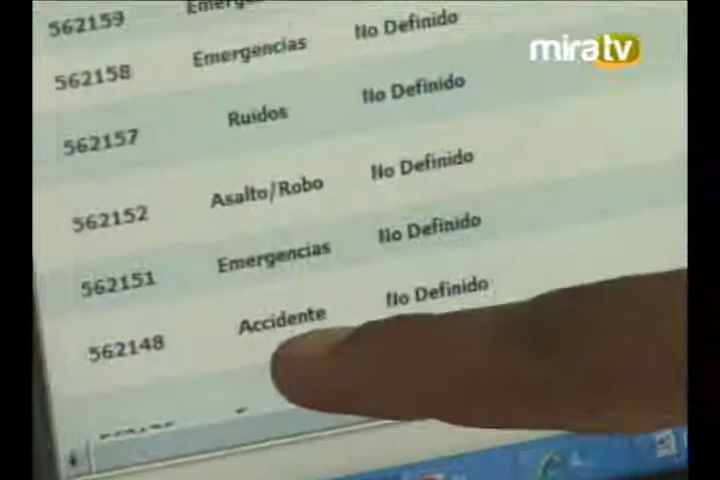 562159
miratv
562158 Emergencias No Definido
562157 Ruidos No Definido
562152 Asalto/Robo No Definido
562151 Emergencias No Definido
562148 Accidente No Definido